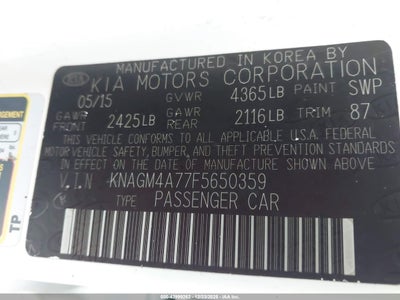 MANUFACTURED IN KOREA BY
KIA KIA MOTORS CORPORATION
05/15 GVWR 4365LB PAINT SWP
GAWR FRONT 2425LB GAWR REAR 2116LB TRIM 87
THIS VEHICLE CONFORMS TO ALL APPLICABLE U.S.A. FEDERAL
MOTOR VEHICLE SAFETY, BUMPER, AND THEFT PREVENTION STANDARDS
IN EFFECT ON THE DATE OF MANUFACTURE SHOWN ABOVE.
V.I.N KNAGM4A77F5650359
TYPE PASSENGER CAR
TP